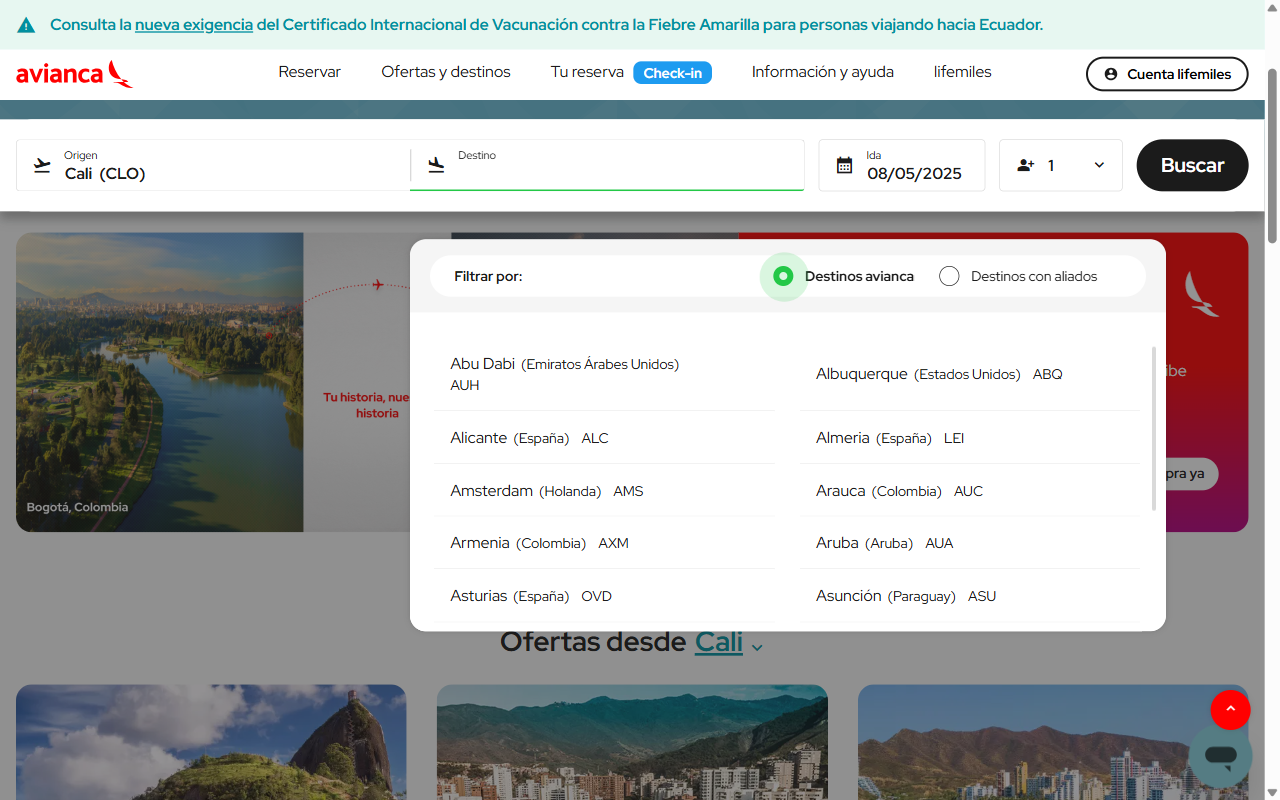 Consulta la nueva exigencia del Certificado Internacional de Vacunación contra la Fiebre Amarilla para personas viajando hacia Ecuador.
avianca
Reservar
Ofertas y destinos
Tu reserva
Check-in
Información y ayuda
lifemiles
Cuenta lifemiles
Origen
Cali (CLO)
Destino
Ida
08/05/2025
1
Buscar
Filtrar por:
Destinos avianca
Destinos con aliados
Abu Dabi (Emiratos Árabes Unidos)
AUH
Albuquerque (Estados Unidos) ABQ
Alicante (España) ALC
Almeria (España) LEI
Amsterdam (Holanda) AMS
Arauca (Colombia) AUC
Armenia (Colombia) AXM
Aruba (Aruba) AUA
Asturias (España) OVD
Asunción (Paraguay) ASU
Tu historia, nue
historia
Bogotá, Colombia
ibe
pra ya
Ofertas desde Cali